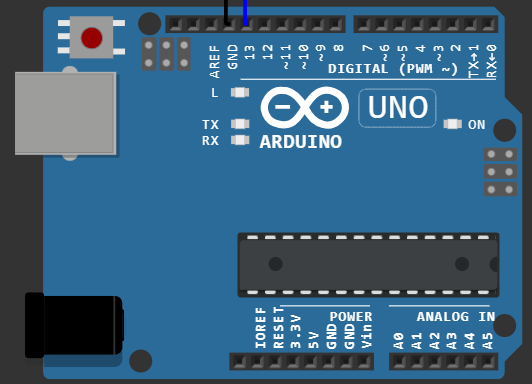 AREF
GND
13
12
~11
~10
~9
8
7
~6
~5
4
~3
2
TX→1
RX←0
DIGITAL (PWM ~)
L
TX
RX
UNO
ON
ARDUINO
IOREF
RESET
3.3V
5V
GND
GND
Vin
POWER
ANALOG IN
A0
A1
A2
A3
A4
A5